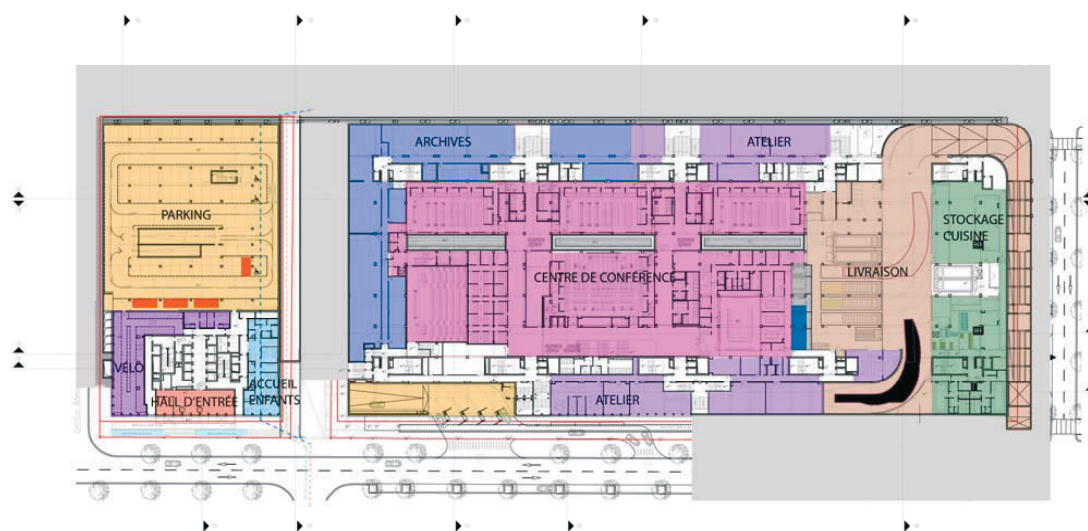 ARCHIVES
ATELIER
PARKING
STOCKAGE
CUISINE
CENTRE DE CONFÉRENCE
LIVRAISON
VÉLO
ACCUEIL
ENFANTS
HALL D'ENTRÉE
ATELIER